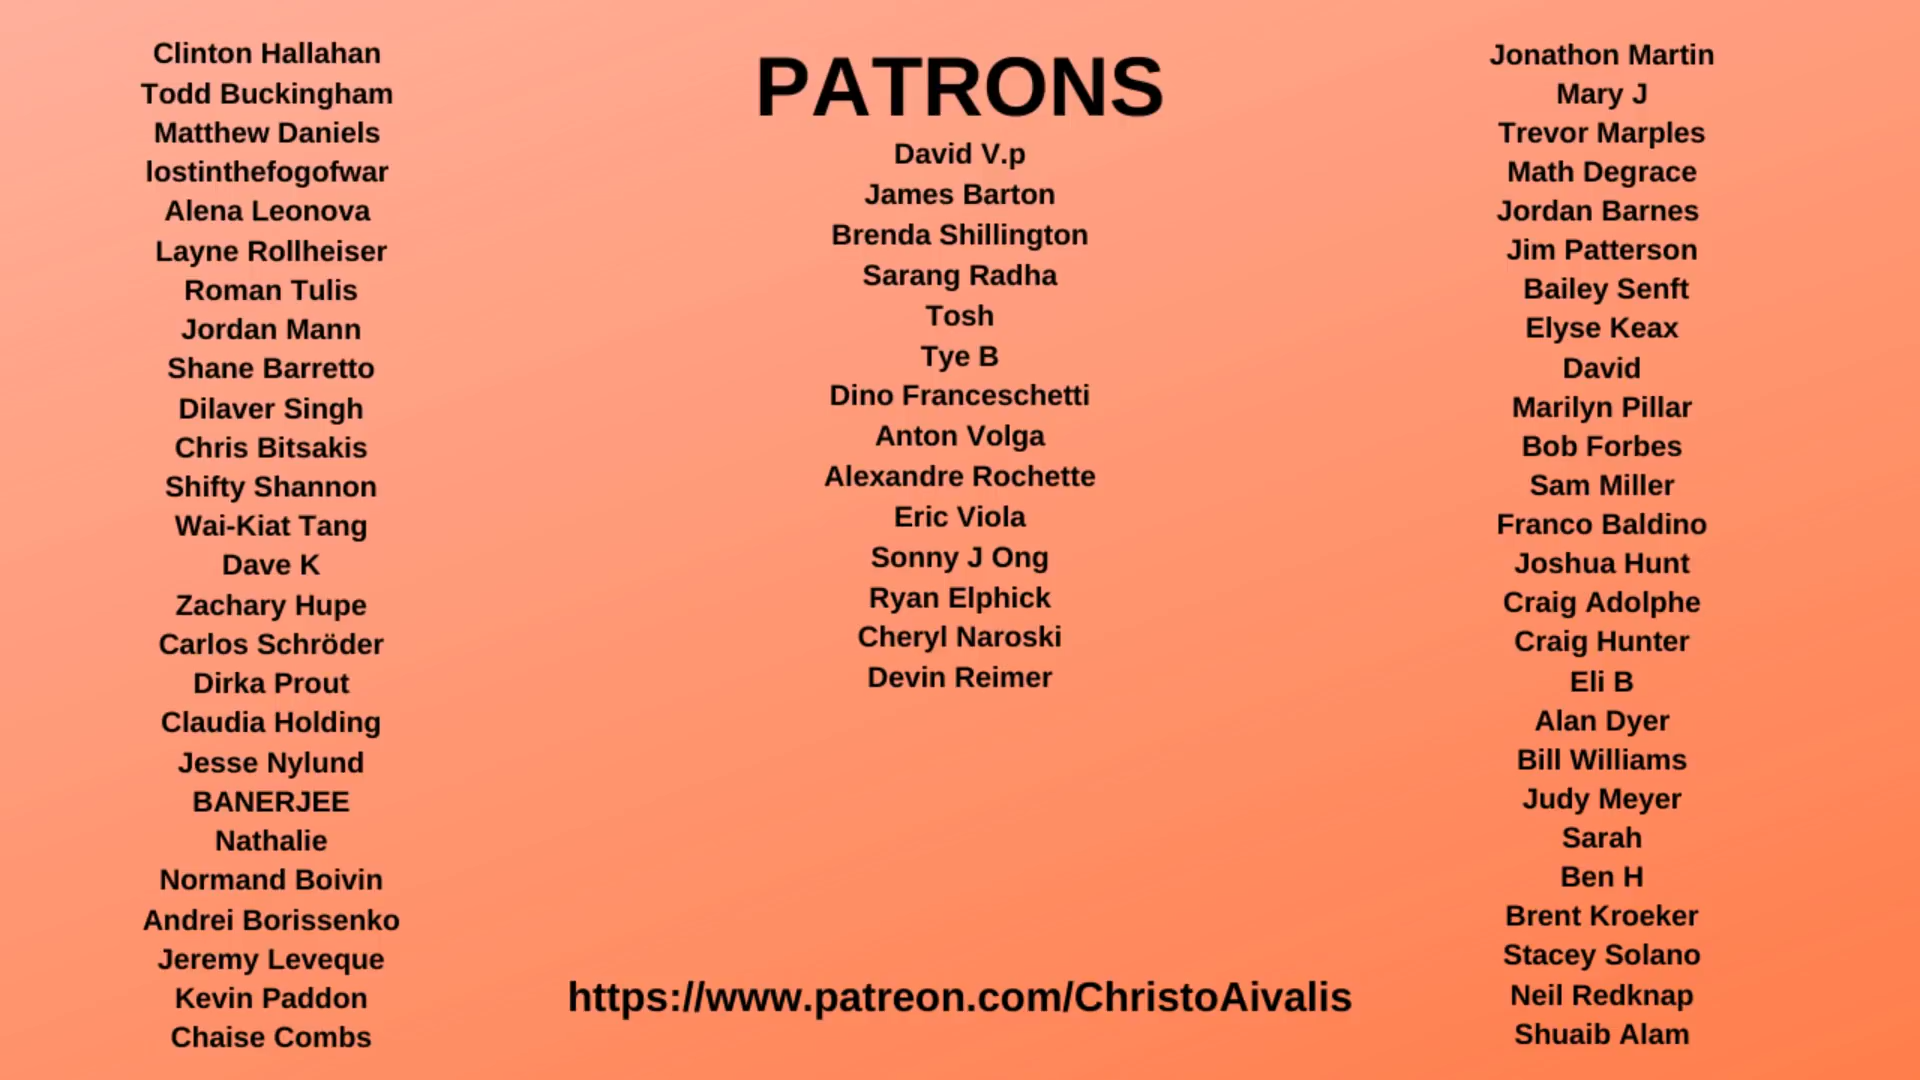 Clinton Hallahan
Todd Buckingham
Matthew Daniels
lostinthefogofwar
Alena Leonova
Layne Rollheiser
Roman Tulis
Jordan Mann
Shane Barretto
Dilaver Singh
Chris Bitsakis
Shifty Shannon
Wai-Kiat Tang
Dave K
Zachary Hupe
Carlos Schröder
Dirka Prout
Claudia Holding
Jesse Nylund
BANERJEE
Nathalie
Normand Boivin
Andrei Borissenko
Jeremy Leveque
Kevin Paddon
Chaise Combs
PATRONS
David V.p
James Barton
Brenda Shillington
Sarang Radha
Tosh
Tye B
Dino Franceschetti
Anton Volga
Alexandre Rochette
Eric Viola
Sonny J Ong
Ryan Elphick
Cheryl Naroski
Devin Reimer
https://www.patreon.com/ChristoAivalis
Jonathon Martin
Mary J
Trevor Marples
Math Degrace
Jordan Barnes
Jim Patterson
Bailey Senft
Elyse Keax
David
Marilyn Pillar
Bob Forbes
Sam Miller
Franco Baldino
Joshua Hunt
Craig Adolphe
Craig Hunter
Eli B
Alan Dyer
Bill Williams
Judy Meyer
Sarah
Ben H
Brent Kroeker
Stacey Solano
Neil Redknap
Shuaib Alam